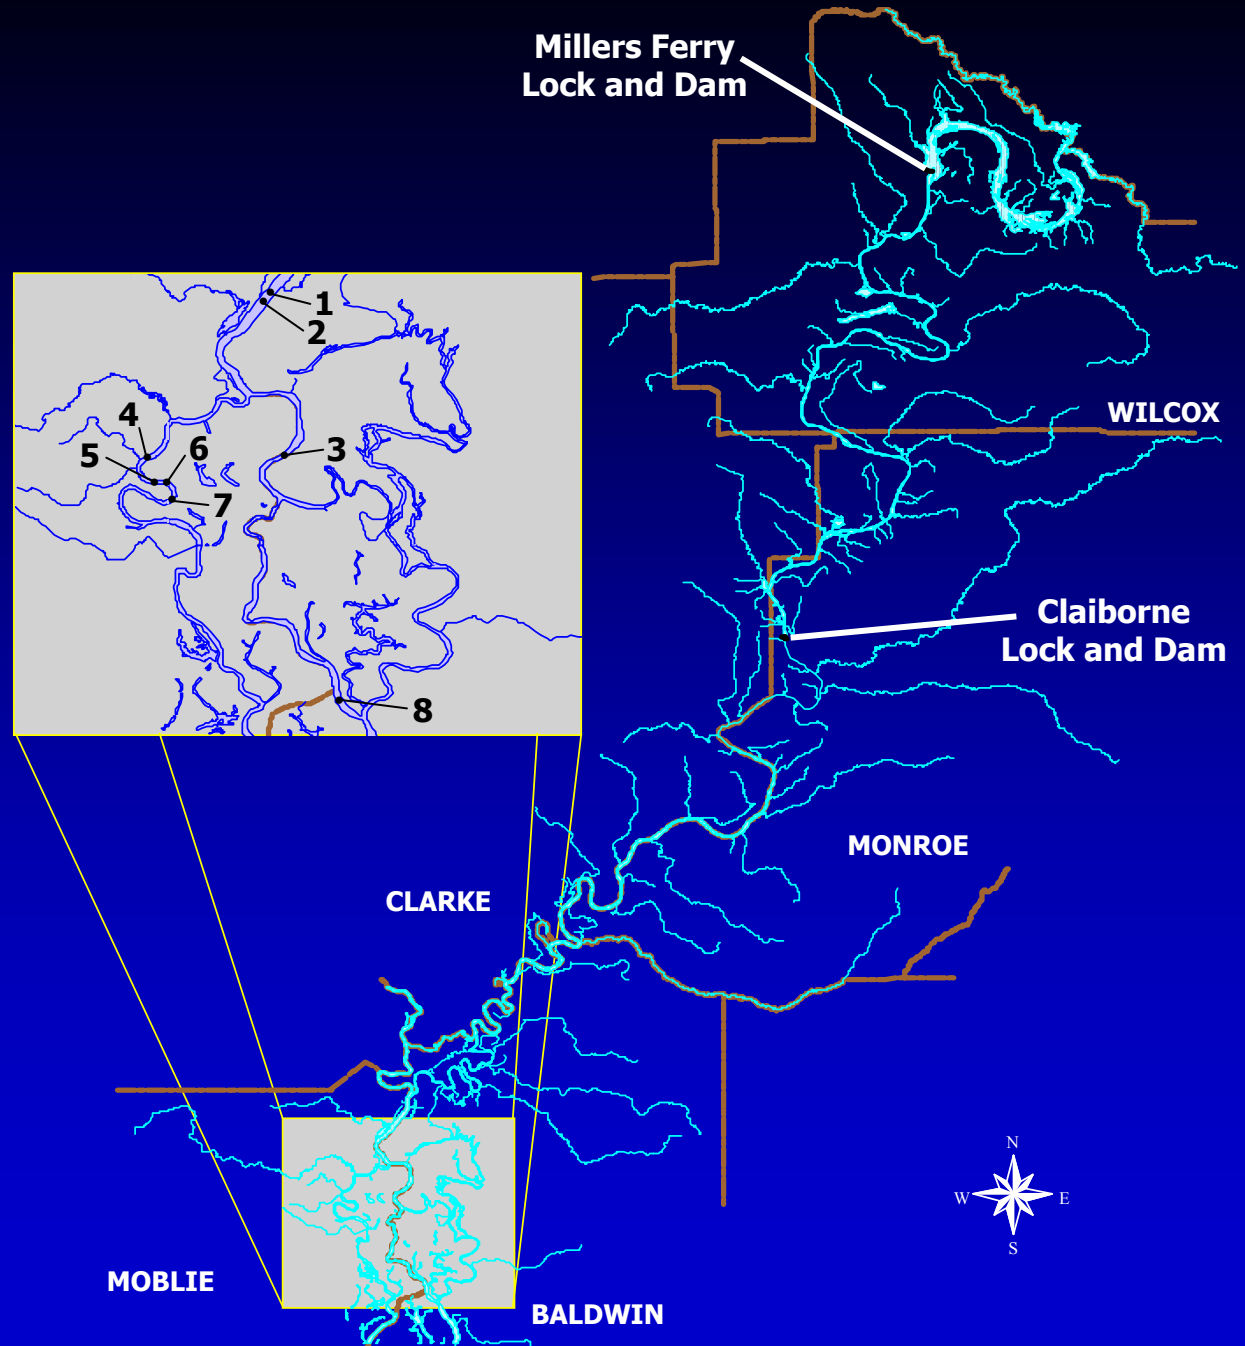 Millers Ferry
Lock and Dam
1
2
4
3
5
6
7
8
WILCOX
Claiborne
Lock and Dam
MONROE
CLARKE
N
W
E
S
MOBLIE
BALDWIN